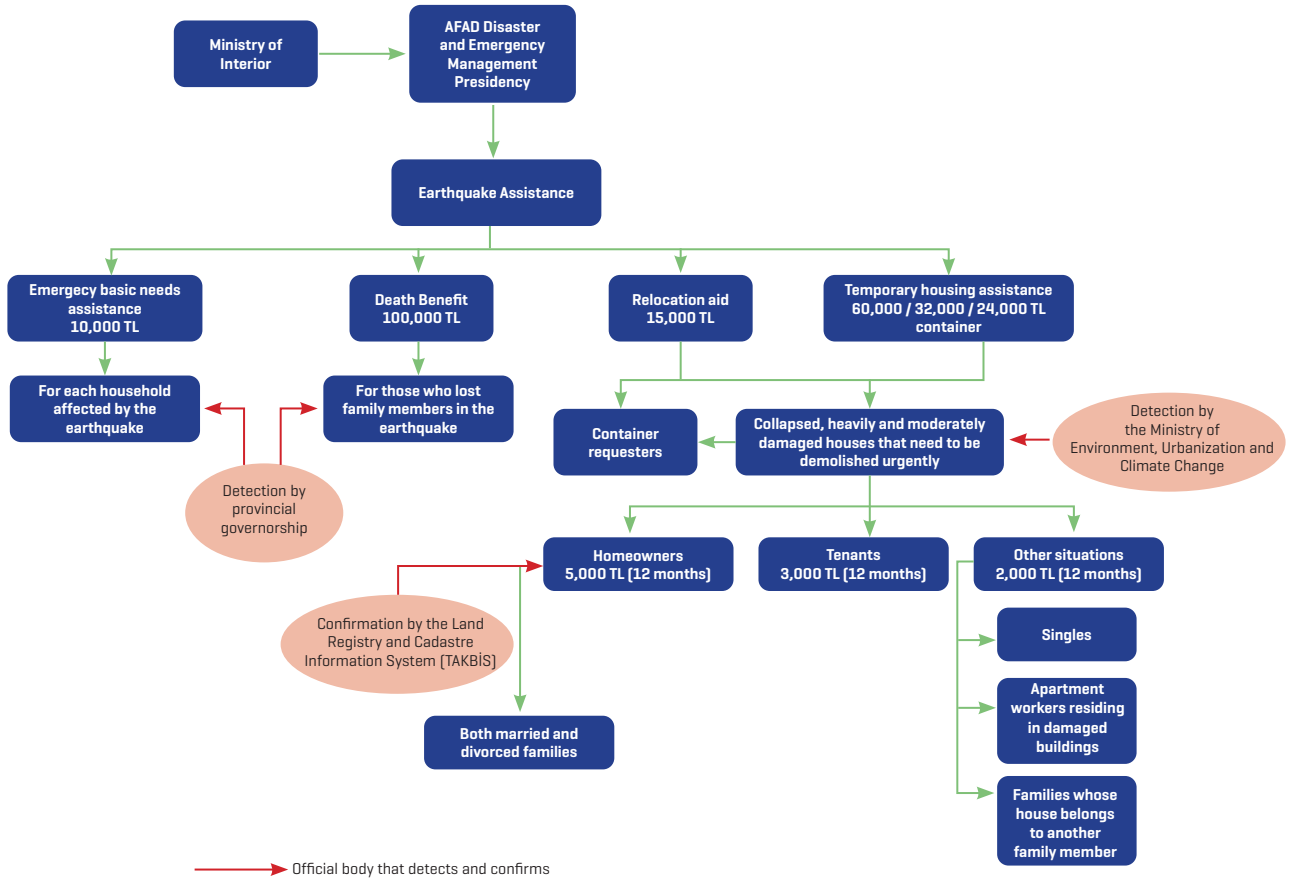 Ministry of
Interior
AFAD Disaster
and Emergency
Management
Presidency
Earthquake Assistance
Emergecy basic needs
assistance
10,000 TL
Death Benefit
100,000 TL
Relocation aid
15,000 TL
Temporary housing assistance
60,000 / 32,000 / 24,000 TL
container
For each household
affected by the
earthquake
For those who lost
family members in the
earthquake
Container
requesters
Collapsed, heavily and moderately
damaged houses that need to be
demolished urgently
Detection by
the Ministry of
Environment, Urbanization and
Climate Change
Detection by
provincial
governorship
Homeowners
5,000 TL (12 months)
Tenants
3,000 TL (12 months)
Other situations
2,000 TL (12 months)
Confirmation by the Land
Registry and Cadastre
Information System (TAKBİS)
Singles
Both married and
divorced families
Apartment
workers residing
in damaged
buildings
Families whose
house belongs
to another
family member
Official body that detects and confirms